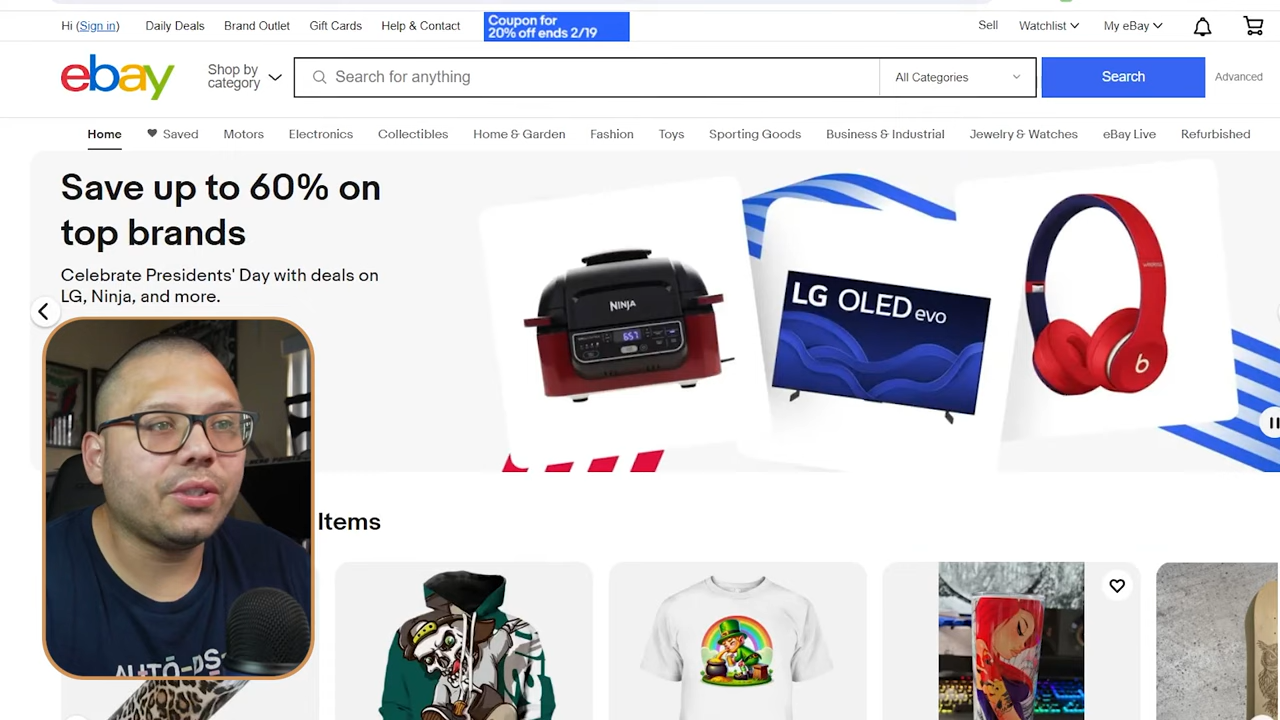 Hi (Sign in)
Daily Deals
Brand Outlet
Gift Cards
Help & Contact
Coupon for
20% off ends 2/19
Sell
Watchlist
My eBay
ebay
Shop by
category
Search for anything
All Categories
Search
Advanced
Home
Saved
Motors
Electronics
Collectibles
Home & Garden
Fashion
Toys
Sporting Goods
Business & Industrial
Jewelry & Watches
eBay Live
Refurbished
Save up to 60% on
top brands
Celebrate Presidents' Day with deals on
LG, Ninja, and more.
NINJA
LG OLED evo
b
Items
AUTO-DS